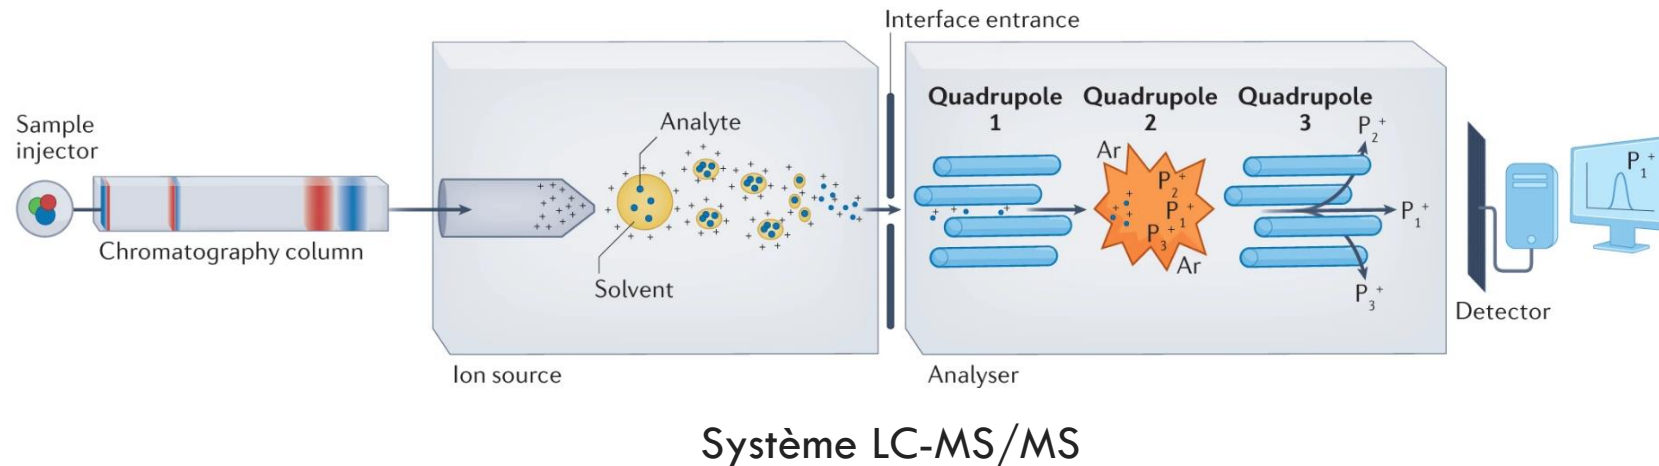 Interface entrance
Sample
injector
Chromatography column
Analyte
Solvent
Ion source
Quadrupole
1
Quadrupole
2
Quadrupole
3
Ar
P₂⁺
P₁⁺
P₃⁺
Ar
P₂⁺
P₁⁺
P₃⁺
Analyser
Detector
P₁⁺
Système LC-MS/MS